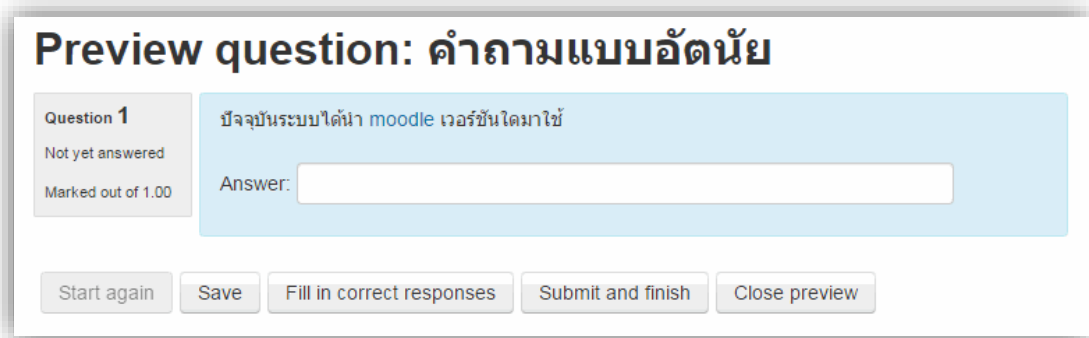 Preview question: คำถามแบบอัตนัย
Question 1
Not yet answered
Marked out of 1.00
ปัจจุบันระบบได้นำ moodle เวอร์ชันใดมาใช้
Answer:
Start again Save Fill in correct responses Submit and finish Close preview